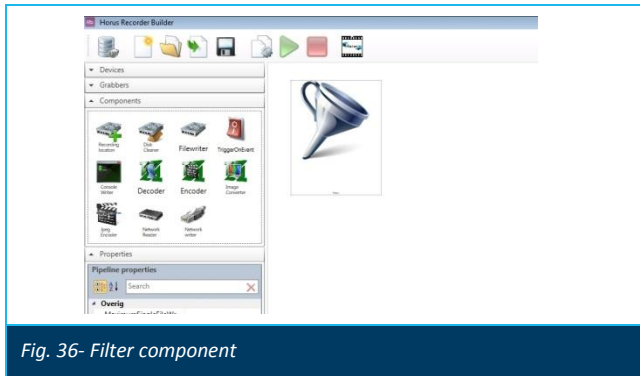 Horus Recorder Builder
Devices
Grabbers
Components
Recording location
Disk Cleaner
Filewriter
TriggerOnEvent
Console Writer
Decoder
Encoder
Image Converter
Jpeg Encoder
Network Reader
Network writer
Properties
Pipeline properties
Search
Overig
Fig. 36- Filter component